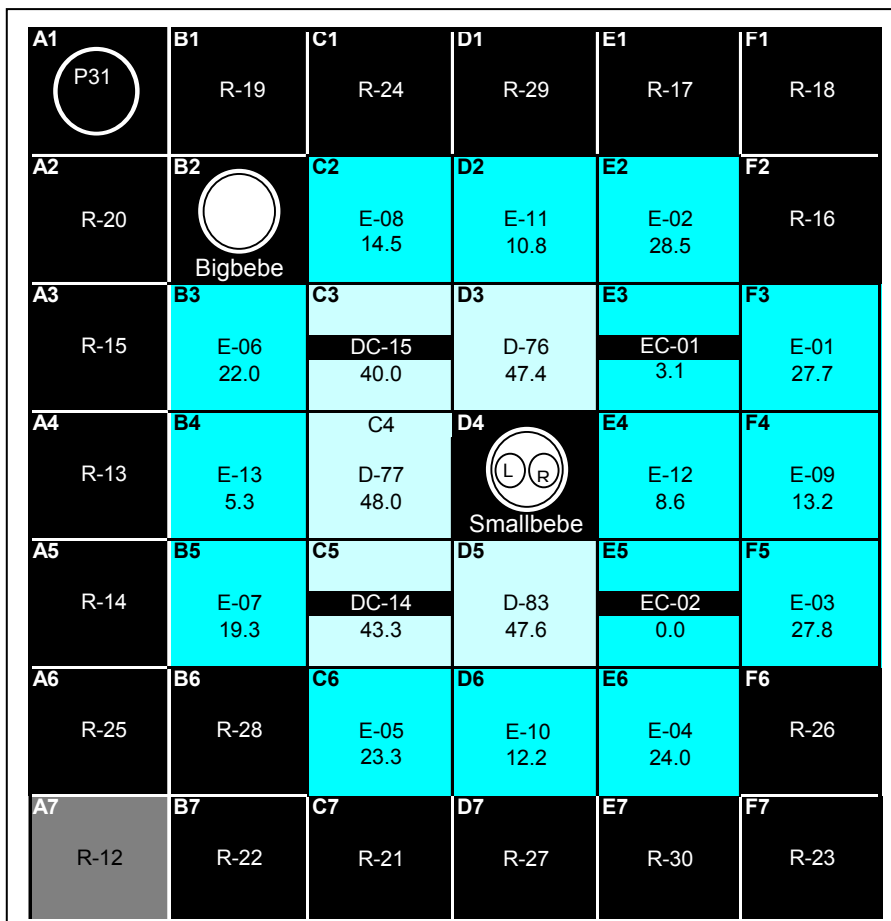 A1
P31
B1
R-19
C1
R-24
D1
R-29
E1
R-17
F1
R-18
A2
R-20
B2
Bigbebe
C2
E-08
14.5
D2
E-11
10.8
E2
E-02
28.5
F2
R-16
A3
R-15
B3
E-06
22.0
C3
DC-15
40.0
D3
D-76
47.4
E3
EC-01
3.1
F3
E-01
27.7
A4
R-13
B4
E-13
5.3
C4
D-77
48.0
D4
L
R
Smallbebe
E4
E-12
8.6
F4
E-09
13.2
A5
R-14
B5
E-07
19.3
C5
DC-14
43.3
D5
D-83
47.6
E5
EC-02
0.0
F5
E-03
27.8
A6
R-25
B6
R-28
C6
E-05
23.3
D6
E-10
12.2
E6
E-04
24.0
F6
R-26
A7
R-12
B7
R-22
C7
R-21
D7
R-27
E7
R-30
F7
R-23